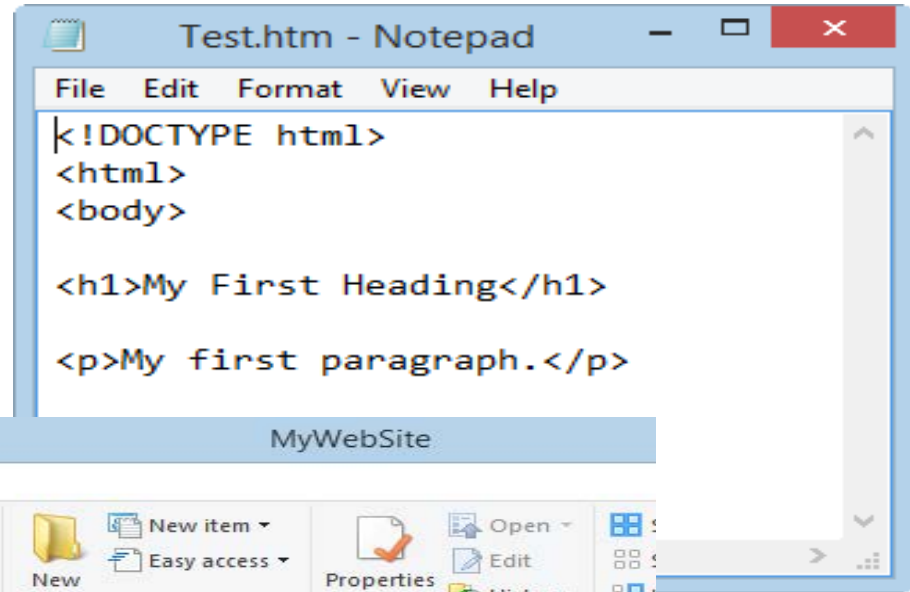 Test.htm - Notepad
File Edit Format View Help
<!DOCTYPE html>
<html>
<body>
<h1>My First Heading</h1>
<p>My first paragraph.</p>
MyWebSite
New item
Open
Easy access
Edit
New
Properties